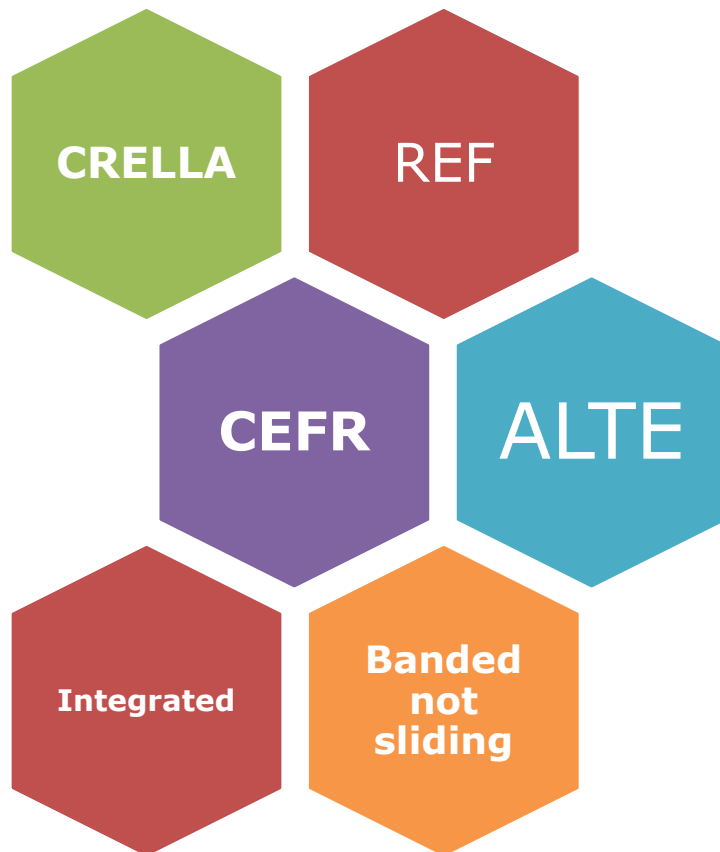 CRELLA
REF
CEFR
ALTE
Integrated
Banded
not
sliding